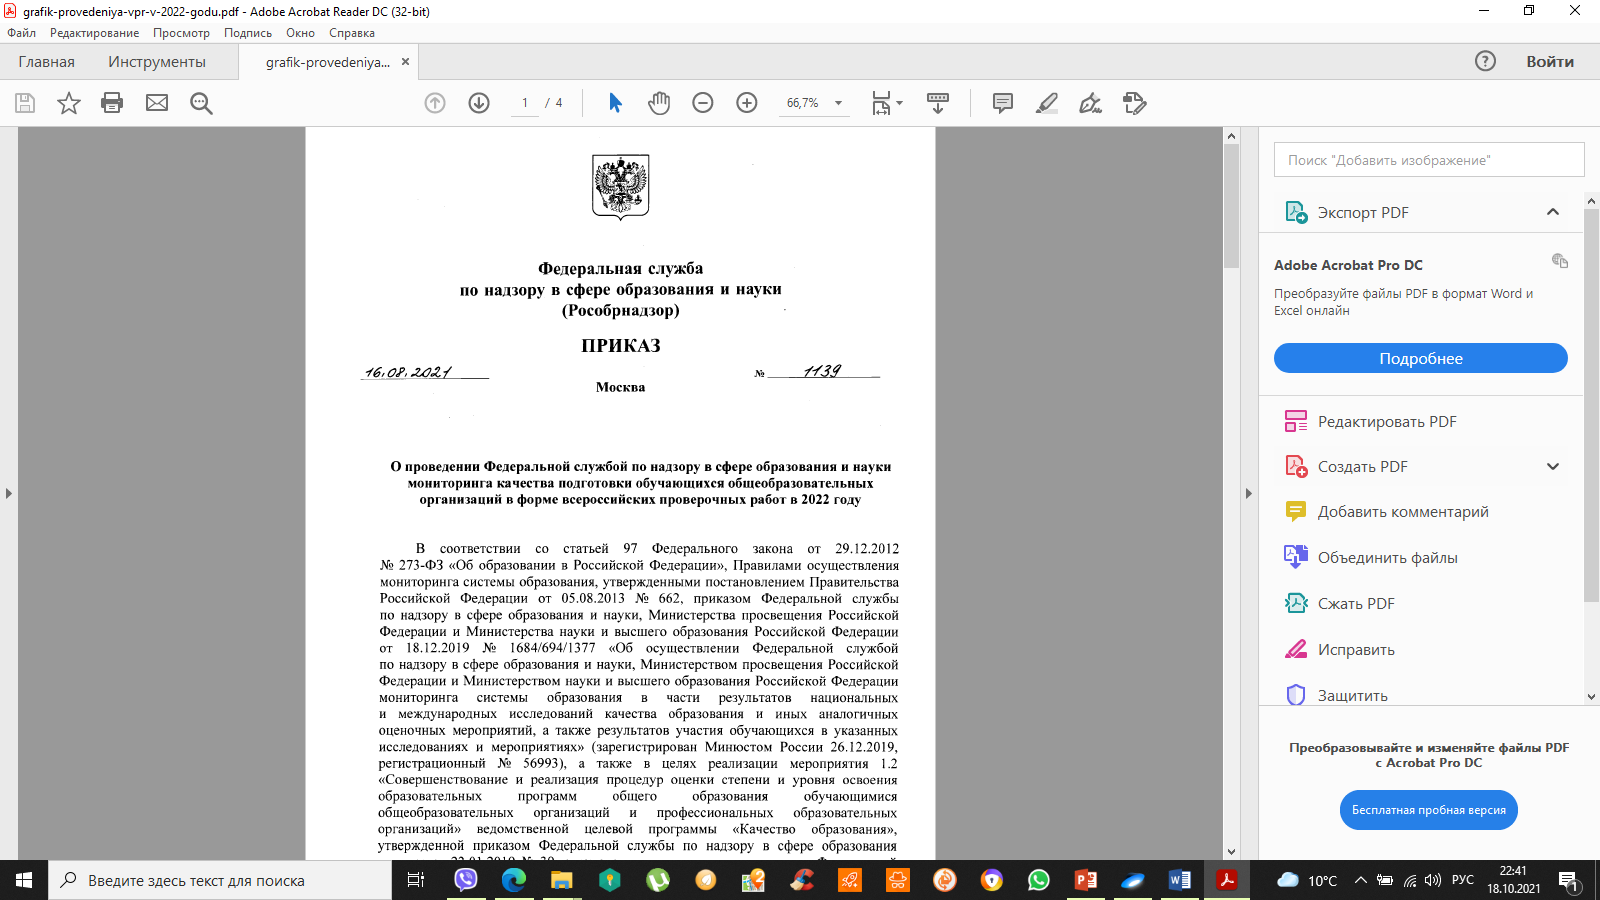 grafik-provedeniya-vpr-v-2022-godu.pdf - Adobe Acrobat Reader DC (32-bit)
Файл Редактирование Просмотр Подпись Окно Справка
Главная Инструменты grafik-provedeniya... × Войти
1 / 4 66,7%
Поиск "Добавить изображение"
Экспорт PDF
Adobe Acrobat Pro DC
Преобразуйте файлы PDF в формат Word и
Excel онлайн
Подробнее
Редактировать PDF
Создать PDF
Добавить комментарий
Объединить файлы
Сжать PDF
Исправить
Защитить
Преобразовывайте и изменяйте файлы PDF
с Acrobat Pro DC
Бесплатная пробная версия
Федеральная служба
по надзору в сфере образования и науки
(Рособрнадзор)
ПРИКАЗ
16.08.2021 № 1139
Москва
О проведении Федеральной службой по надзору в сфере образования и науки
мониторинга качества подготовки обучающихся общеобразовательных
организаций в форме всероссийских проверочных работ в 2022 году
В соответствии со статьей 97 Федерального закона от 29.12.2012
№ 273-ФЗ «Об образовании в Российской Федерации», Правилами осуществления
мониторинга системы образования, утвержденными постановлением Правительства
Российской Федерации от 05.08.2013 № 662, приказом Федеральной службы
по надзору в сфере образования и науки, Министерства просвещения Российской
Федерации и Министерства науки и высшего образования Российской Федерации
от 18.12.2019 № 1684/694/1377 «Об осуществлении Федеральной службой
по надзору в сфере образования и науки, Министерством просвещения Российской
Федерации и Министерством науки и высшего образования Российской Федерации
мониторинга системы образования в части результатов национальных
и международных исследований качества образования и иных аналогичных
оценочных мероприятий, а также результатов участия обучающихся в указанных
исследованиях и мероприятиях» (зарегистрирован Минюстом России 26.12.2019,
регистрационный № 56993), а также в целях реализации мероприятия 1.2
«Совершенствование и реализация процедур оценки степени и уровня освоения
образовательных программ общего образования обучающимися
общеобразовательных организаций и профессиональных образовательных
организаций» ведомственной целевой программы «Качество образования»,
утвержденной приказом Федеральной службы по надзору в сфере образования
Введите здесь текст для поиска
10°C РУС
22:41
18.10.2021
1